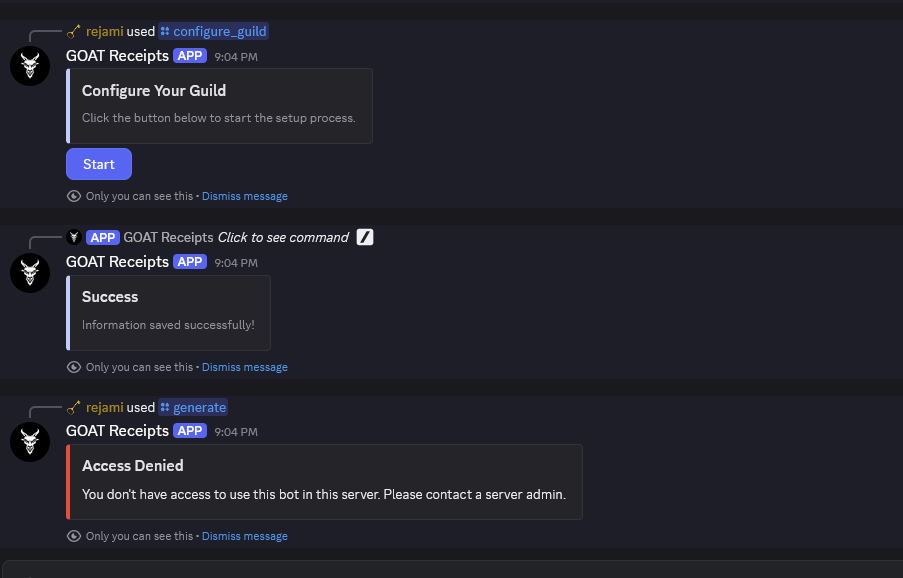 rejami used configure_guild
GOAT Receipts APP 9:04 PM
Configure Your Guild
Click the button below to start the setup process.
Start
Only you can see this • Dismiss message
APP GOAT Receipts Click to see command
GOAT Receipts APP 9:04 PM
Success
Information saved successfully!
Only you can see this • Dismiss message
rejami used generate
GOAT Receipts APP 9:04 PM
Access Denied
You don't have access to use this bot in this server. Please contact a server admin.
Only you can see this • Dismiss message